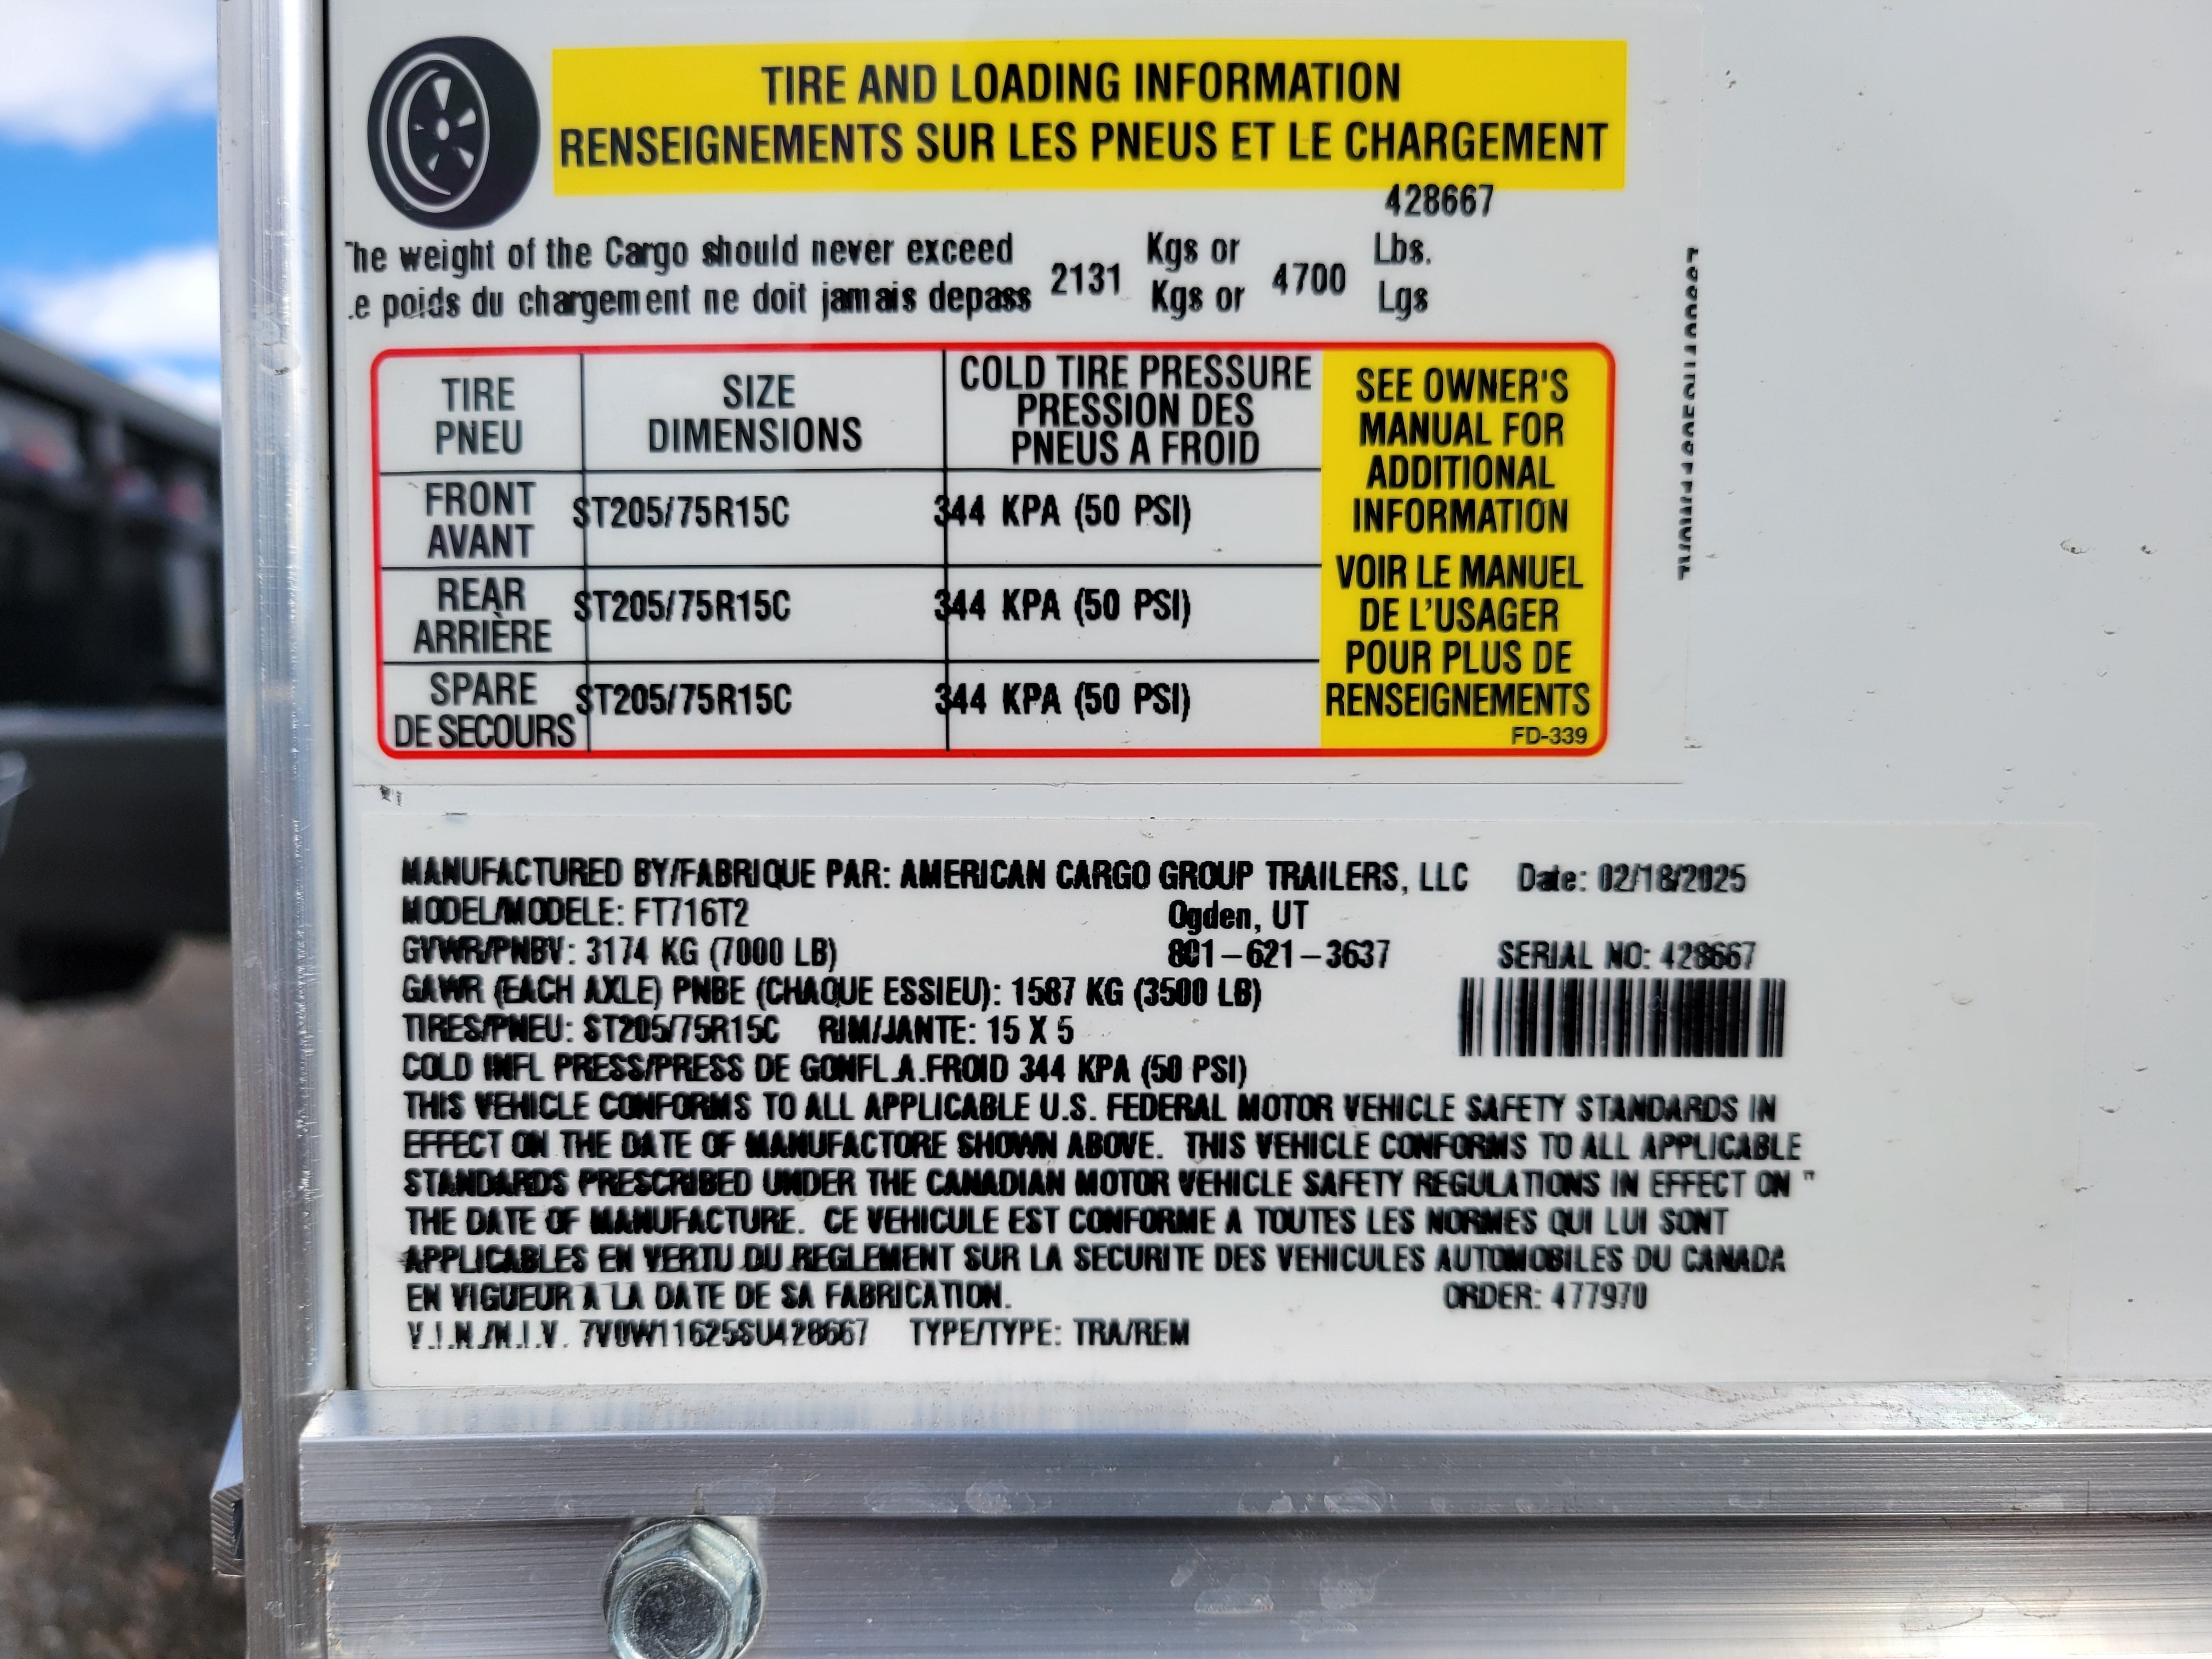 TIRE AND LOADING INFORMATION
RENSEIGNEMENTS SUR LES PNEUS ET LE CHARGEMENT
428667
he weight of the Cargo should never exceed 2131 Kgs or 4700 Lbs.
e poids du chargement ne doit jamais depass Kgs or Lgs
TIRE
PNEU
SIZE
DIMENSIONS
COLD TIRE PRESSURE
PRESSION DES
PNEUS A FROID
FRONT
AVANT
ST205/75R15C
344 KPA (50 PSI)
REAR
ARRIÈRE
ST205/75R15C
344 KPA (50 PSI)
SPARE
DE SECOURS
ST205/75R15C
344 KPA (50 PSI)
SEE OWNER'S
MANUAL FOR
ADDITIONAL
INFORMATION
VOIR LE MANUEL
DE L'USAGER
POUR PLUS DE
RENSEIGNEMENTS
FD-339
MANUFACTURED BY/FABRIQUE PAR: AMERICAN CARGO GROUP TRAILERS, LLC Date: 02/18/2025
MODEL/MODELE: FT716T2 Ogden, UT
GVWR/PNBV: 3174 KG (7000 LB) 801-621-3637 SERIAL NO: 428667
GAWR (EACH AXLE) PNBE (CHAQUE ESSIEU): 1587 KG (3500 LB)
TIRES/PNEU: ST205/75R15C RIM/JANTE: 15 X 5
COLD INFL PRESS/PRESS DE GONFL.A.FROID 344 KPA (50 PSI)
THIS VEHICLE CONFORMS TO ALL APPLICABLE U.S. FEDERAL MOTOR VEHICLE SAFETY STANDARDS IN
EFFECT ON THE DATE OF MANUFACTORE SHOWN ABOVE. THIS VEHICLE CONFORMS TO ALL APPLICABLE
STANDARDS PRESCRIBED UNDER THE CANADIAN MOTOR VEHICLE SAFETY REGULATIONS IN EFFECT ON "
THE DATE OF MANUFACTURE. CE VEHICULE EST CONFORME A TOUTES LES NORMES QUI LUI SONT
APPLICABLES EN VERTU DU REGLEMENT SUR LA SECURITE DES VEHICULES AUTOMOBILES DU CANADA
EN VIGUEUR A LA DATE DE SA FABRICATION. ORDER: 477970
V.I.N./N.I.V. 7V0W11625SU428667 TYPE/TYPE: TRA/REM